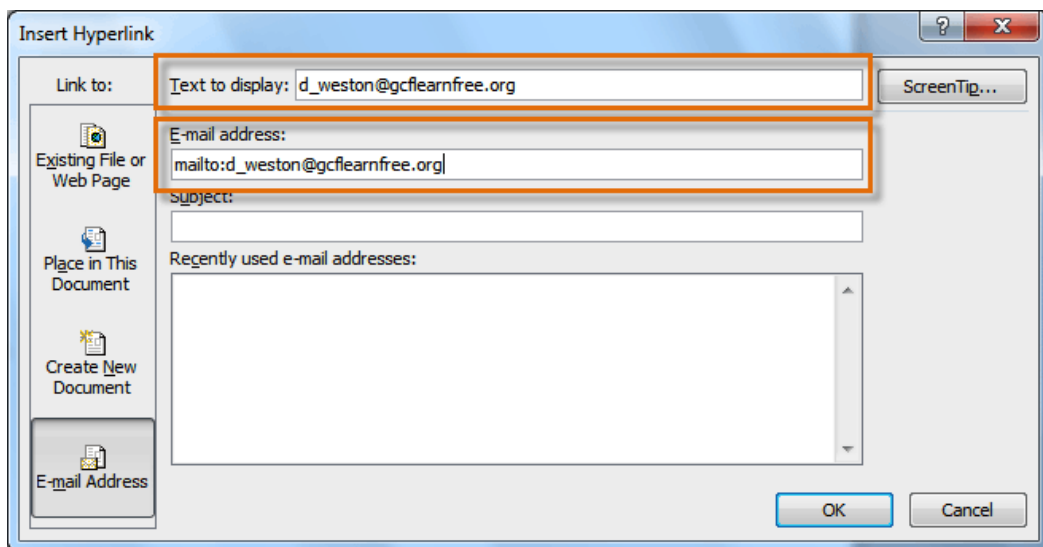 Insert Hyperlink
Link to:
Text to display: d_weston@gcflearnfree.org
ScreenTip...
Existing File or
Web Page
E-mail address:
mailto:d_weston@gcflearnfree.org
Subject:
Place in This
Document
Recently used e-mail addresses:
Create New
Document
E-mail Address
OK
Cancel